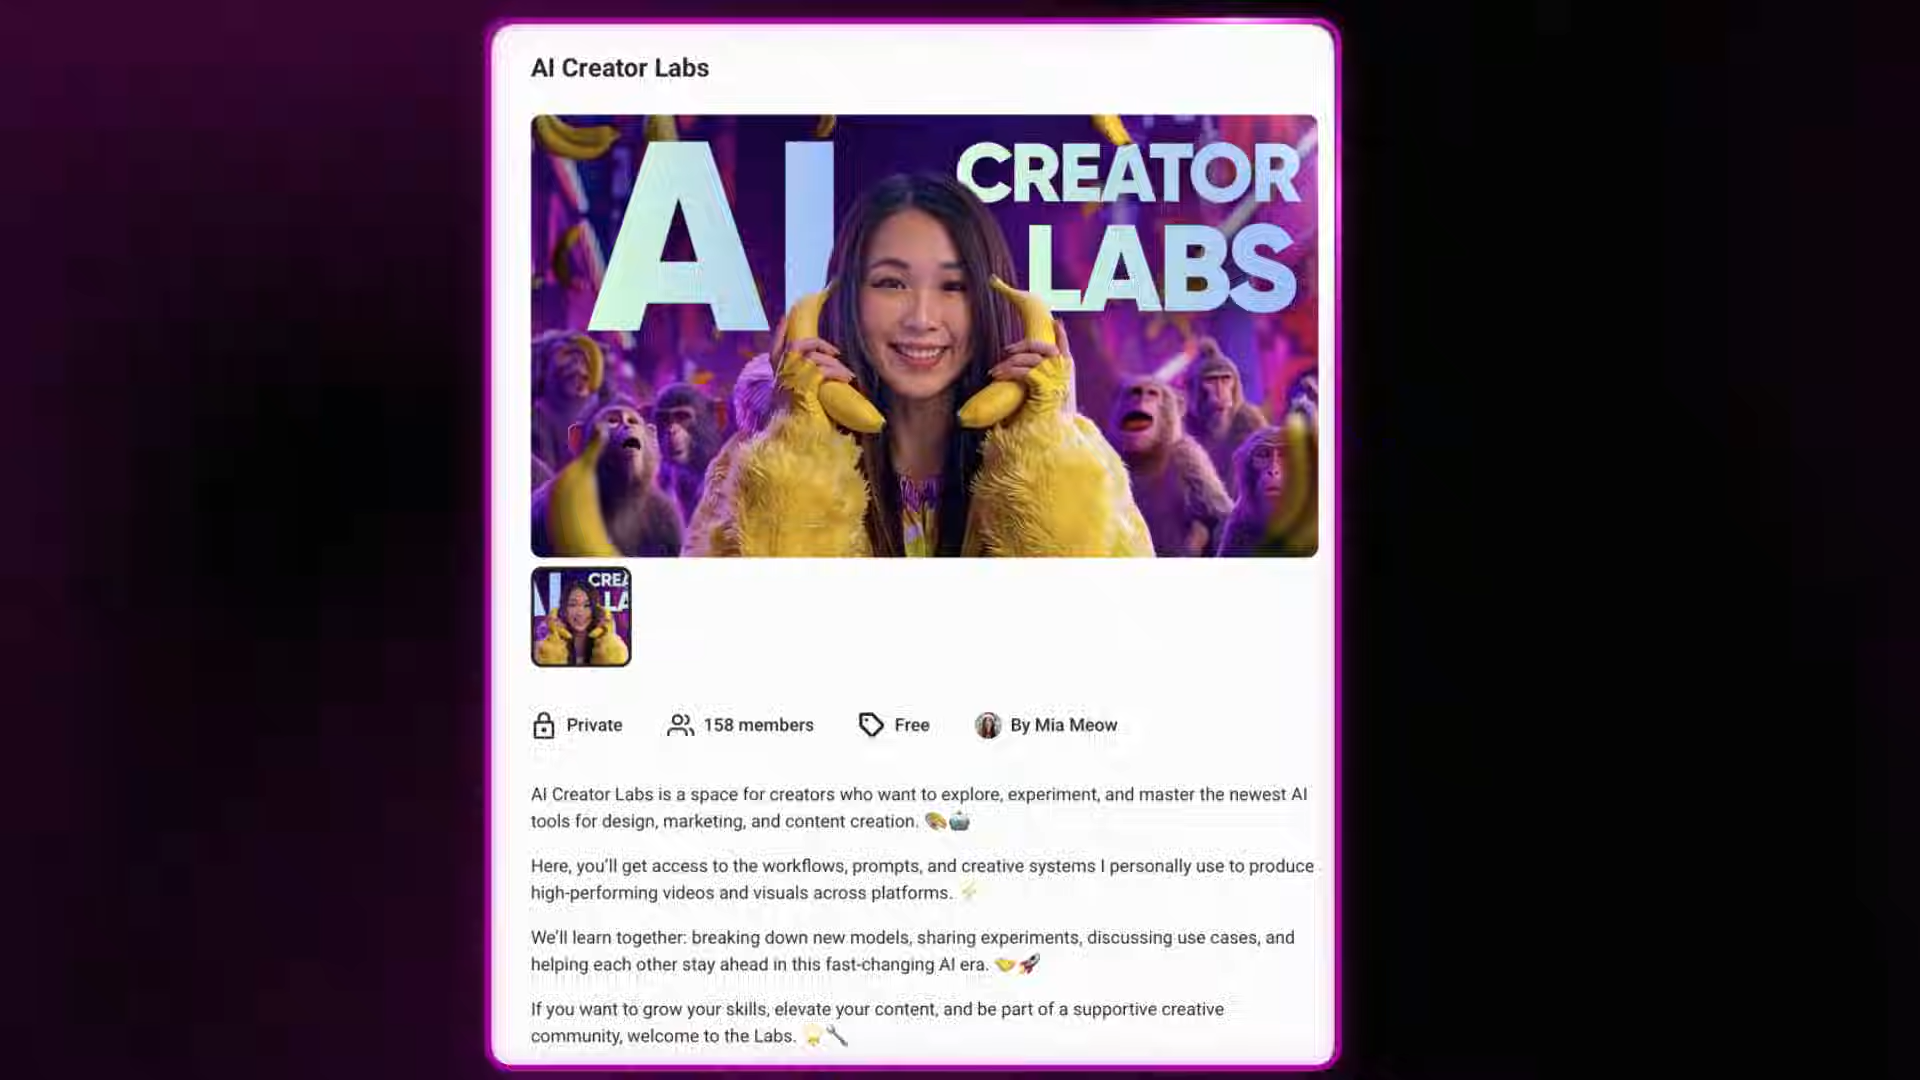 AI Creator Labs
AI CREATOR
LABS
AI CREA
LA
Private 158 members Free By Mia Meow
AI Creator Labs is a space for creators who want to explore, experiment, and master the newest AI
tools for design, marketing, and content creation. 🎨🤖
Here, you’ll get access to the workflows, prompts, and creative systems I personally use to produce
high-performing videos and visuals across platforms. ⚡
We’ll learn together: breaking down new models, sharing experiments, discussing use cases, and
helping each other stay ahead in this fast-changing AI era. 🤝🚀
If you want to grow your skills, elevate your content, and be part of a supportive creative
community, welcome to the Labs. 💡🔧